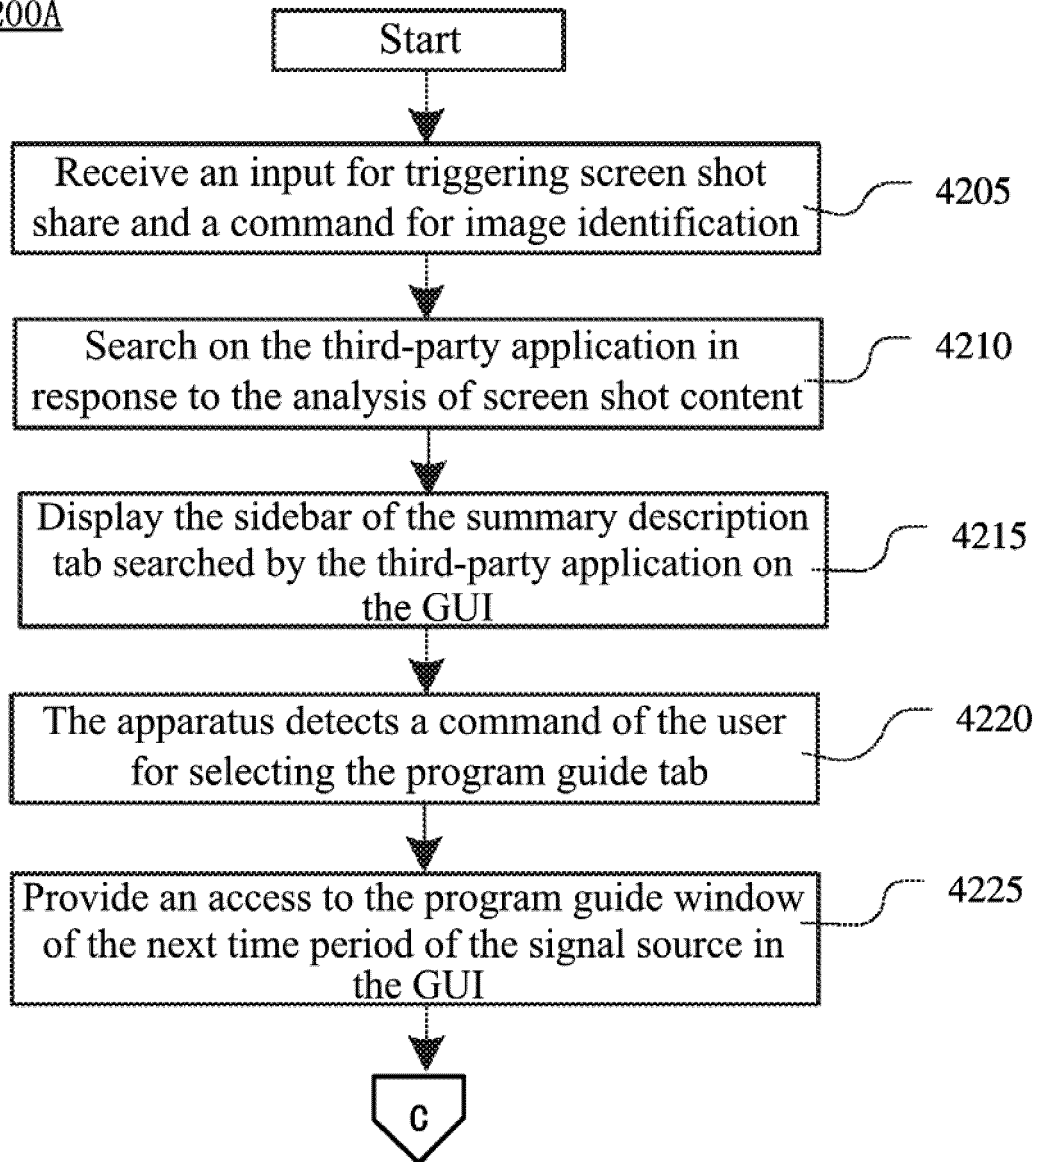 200A
Start
Receive an input for triggering screen shot
share and a command for image identification
4205
Search on the third-party application in
response to the analysis of screen shot content
4210
Display the sidebar of the summary description
tab searched by the third-party application on
the GUI
4215
The apparatus detects a command of the user
for selecting the program guide tab
4220
Provide an access to the program guide window
of the next time period of the signal source in
the GUI
4225
C